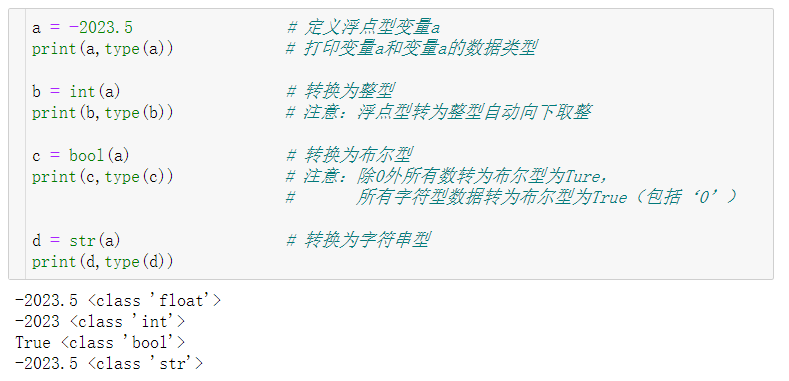 a = -2023.5 # 定义浮点型变量a
print(a,type(a)) # 打印变量a和变量a的数据类型
b = int(a) # 转换为整型
print(b,type(b)) # 注意：浮点型转为整型自动向下取整
c = bool(a) # 转换为布尔型
print(c,type(c)) # 注意：除0外所有数转为布尔型为Ture，
# 所有字符型数据转为布尔型为True（包括‘0’）
d = str(a) # 转换为字符串型
print(d,type(d))
-2023.5 <class 'float'>
-2023 <class 'int'>
True <class 'bool'>
-2023.5 <class 'str'>